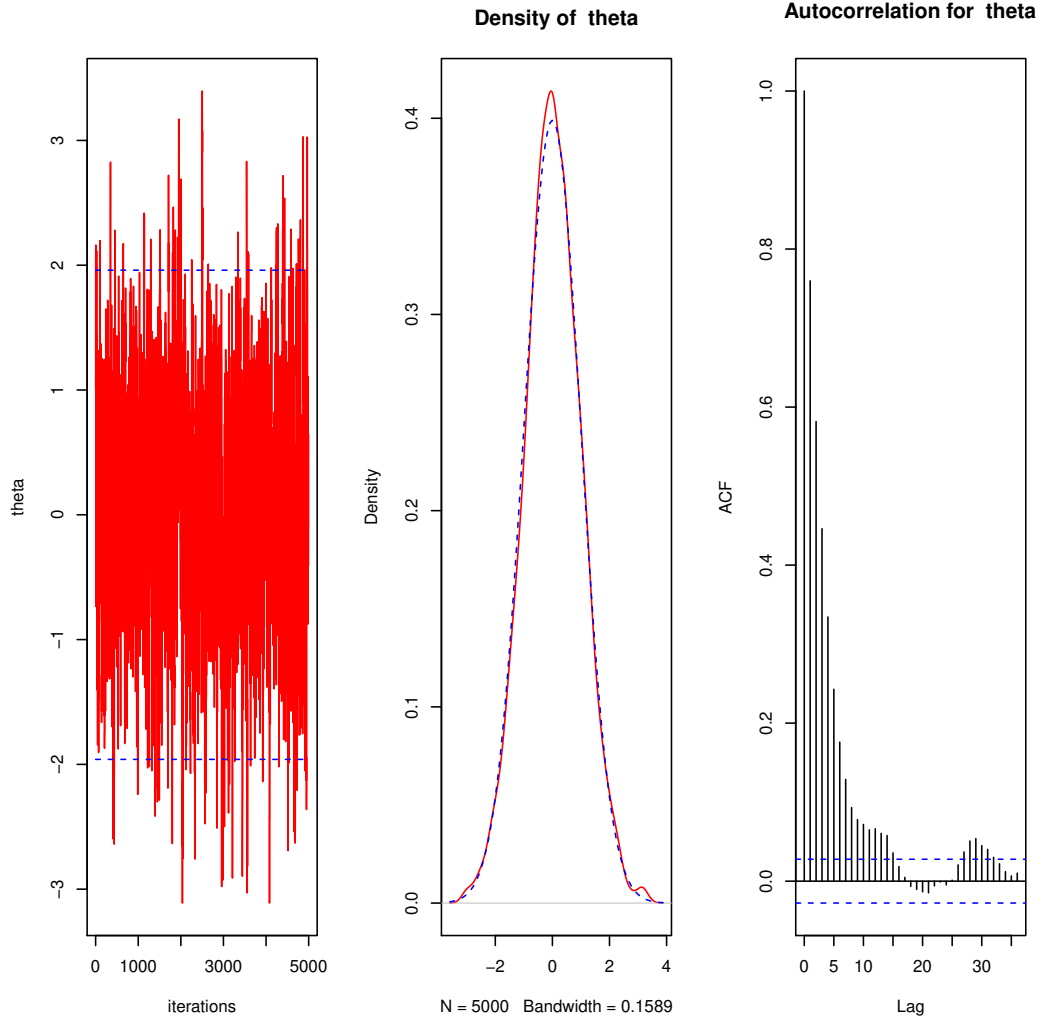 theta
3
2
1
0
−1
−2
−3
0 1000 3000 5000
iterations
Density of theta
Density
0.4
0.3
0.2
0.1
0.0
−2 0 2 4
N = 5000 Bandwidth = 0.1589
Autocorrelation for theta
ACF
1.0
0.8
0.6
0.4
0.2
0.0
0 5 10 20 30
Lag